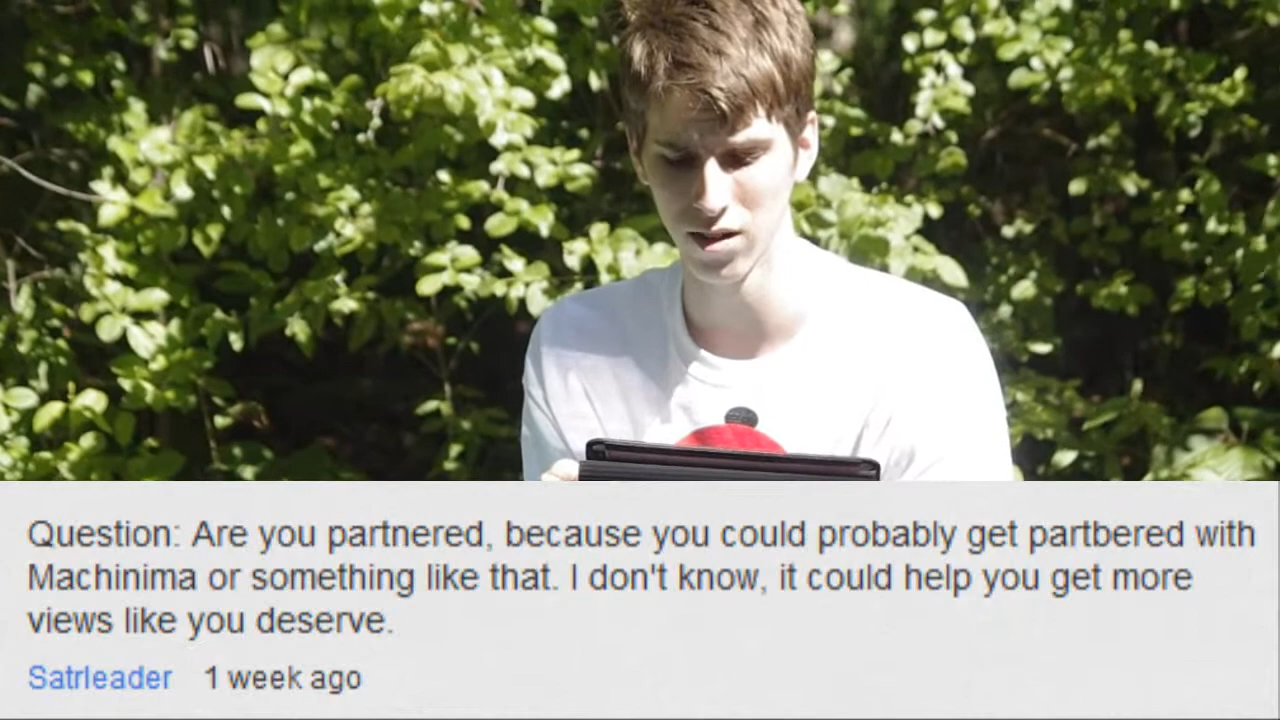 Question: Are you partnered, because you could probably get partbered with
Machinima or something like that. I don't know, it could help you get more
views like you deserve.
Satrleader 1 week ago